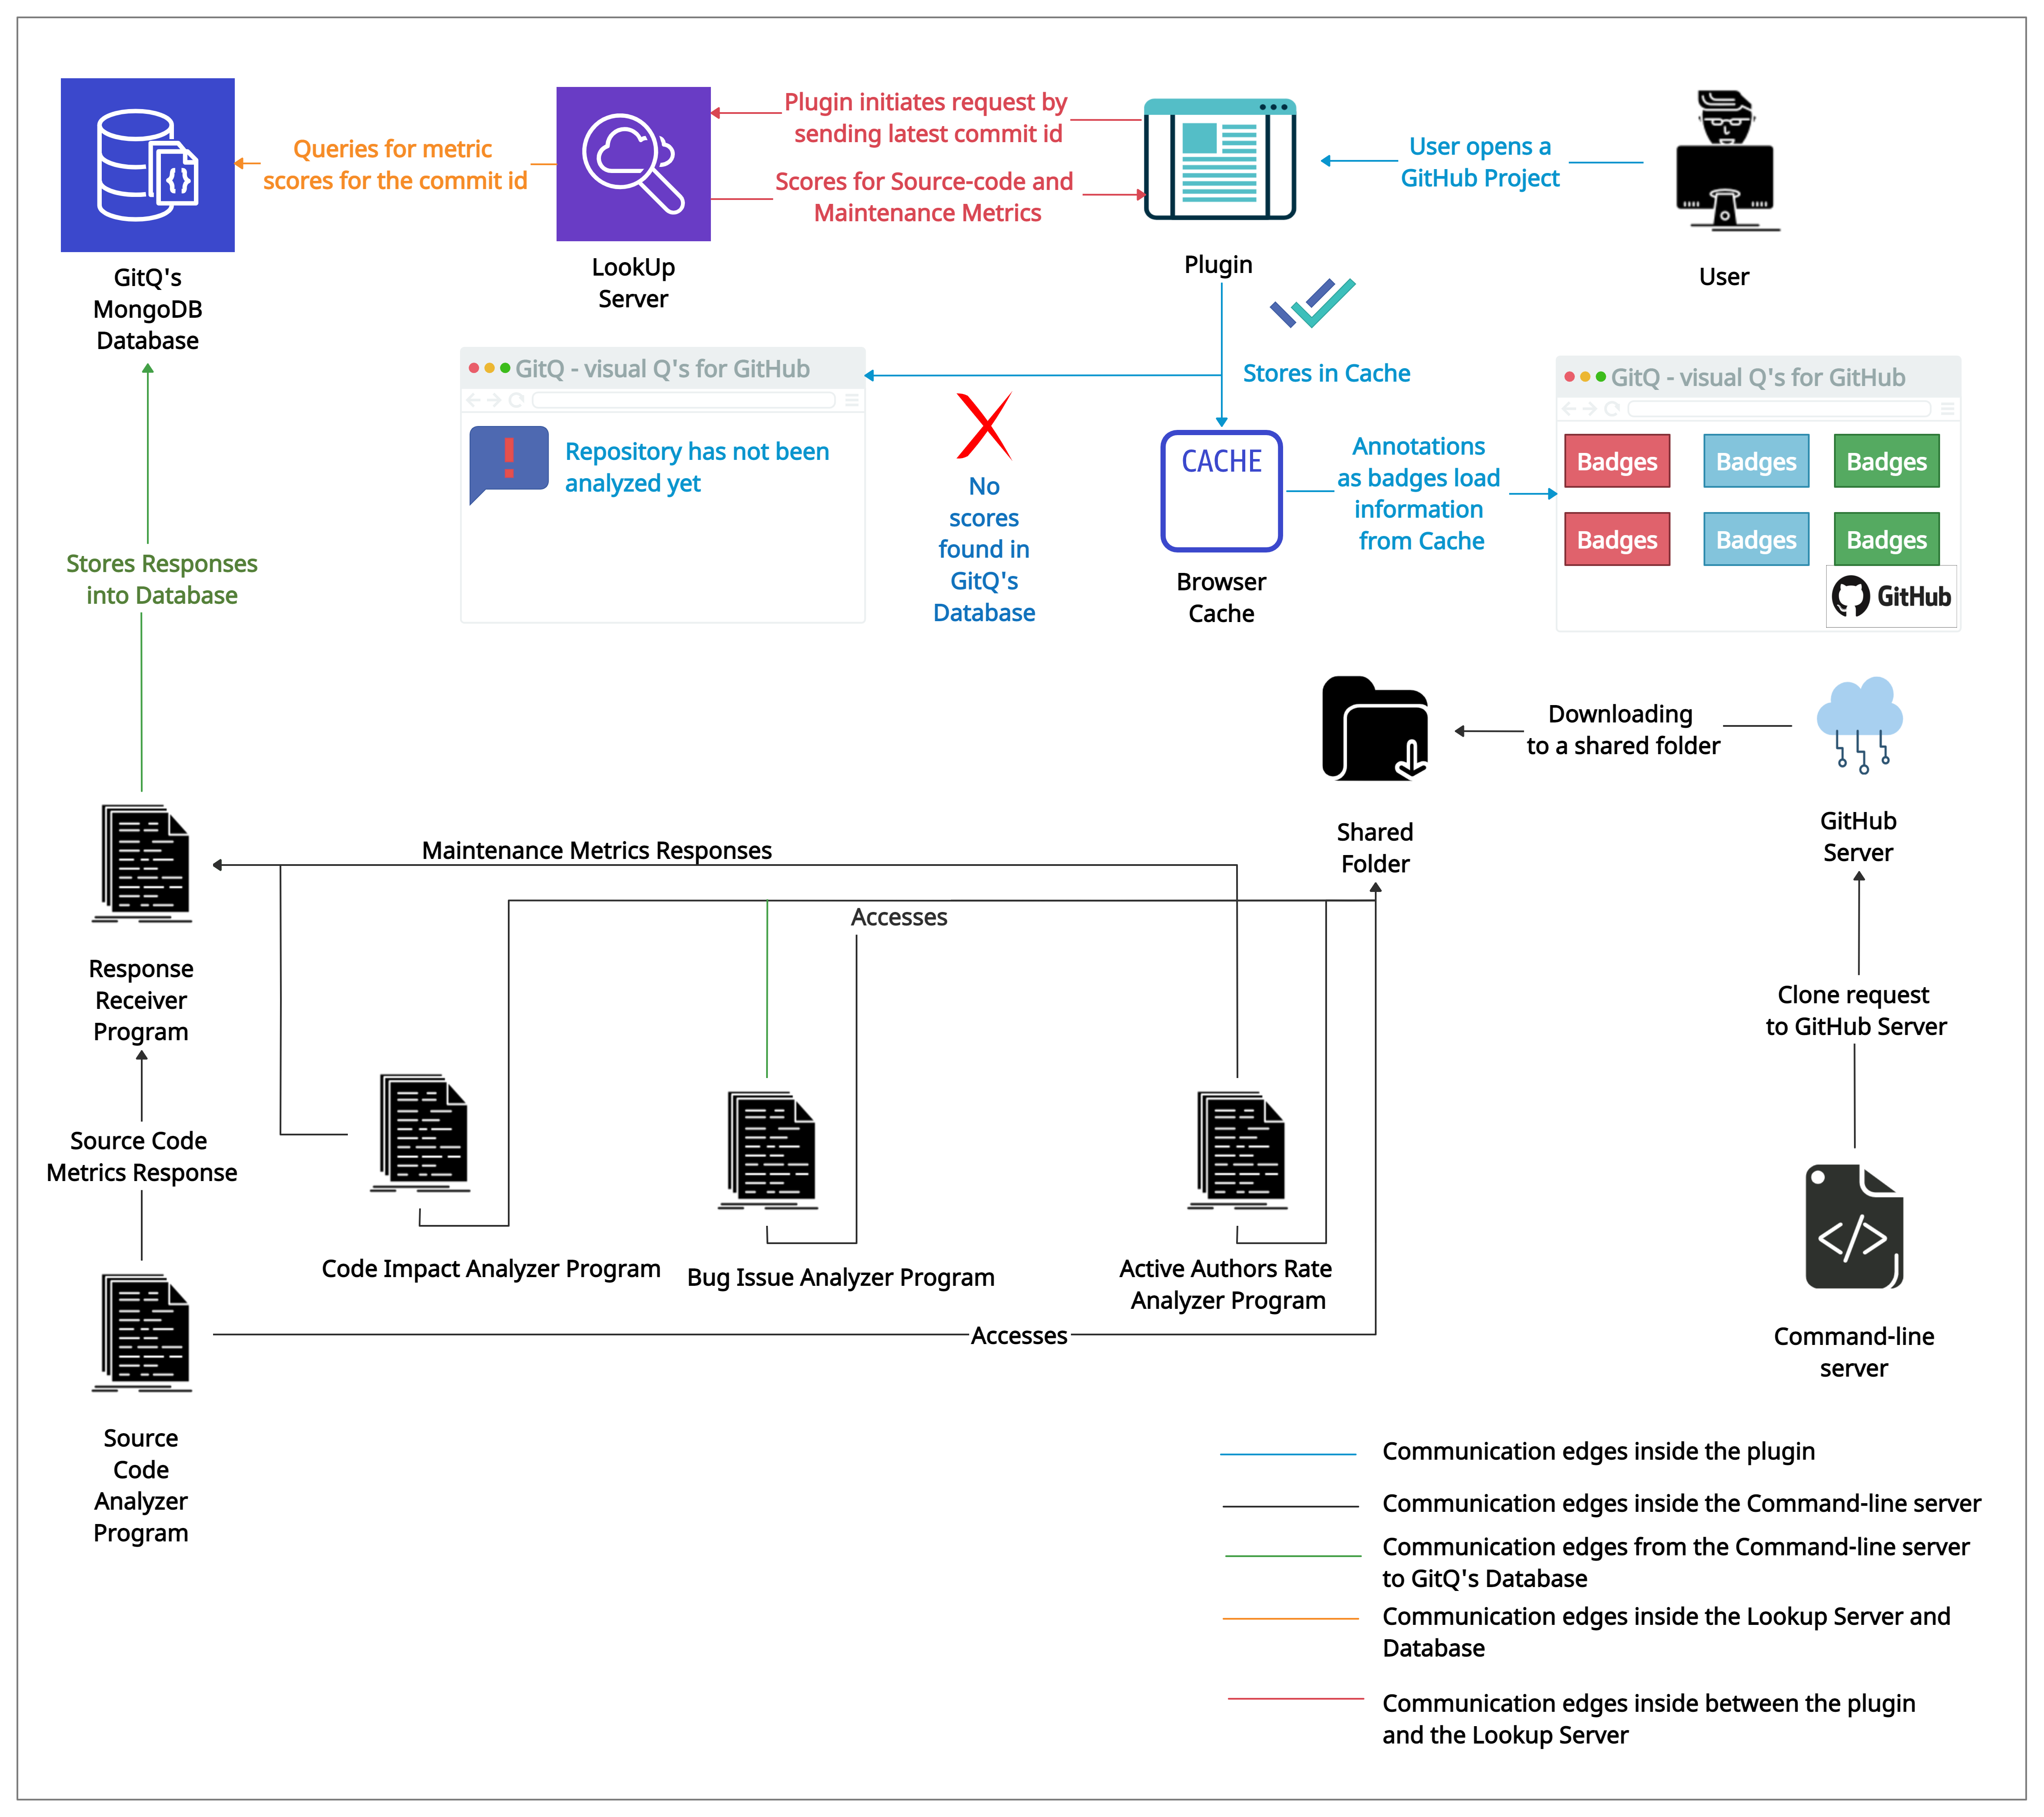 Plugin initiates request by
sending latest commit id
Queries for metric
scores for the commit id
Scores for Source-code and
Maintenance Metrics
User opens a
GitHub Project
GitQ's
MongoDB
Database
LookUp
Server
Plugin
User
GitQ - visual Q's for GitHub
!
Repository has not been
analyzed yet
No
scores
found in
GitQ's
Database
Stores in Cache
CACHE
Browser
Cache
Annotations
as badges load
information
from Cache
GitQ - visual Q's for GitHub
Badges
Badges
Badges
Badges
Badges
Badges
GitHub
Stores Responses
into Database
Downloading
to a shared folder
Shared
Folder
GitHub
Server
Maintenance Metrics Responses
Accesses
Response
Receiver
Program
Clone request
to GitHub Server
Source Code
Metrics Response
Code Impact Analyzer Program
Bug Issue Analyzer Program
Active Authors Rate
Analyzer Program
</>
Accesses
Command-line
server
Source
Code
Analyzer
Program
Communication edges inside the plugin
Communication edges inside the Command-line server
Communication edges from the Command-line server
to GitQ's Database
Communication edges inside the Lookup Server and
Database
Communication edges inside between the plugin
and the Lookup Server